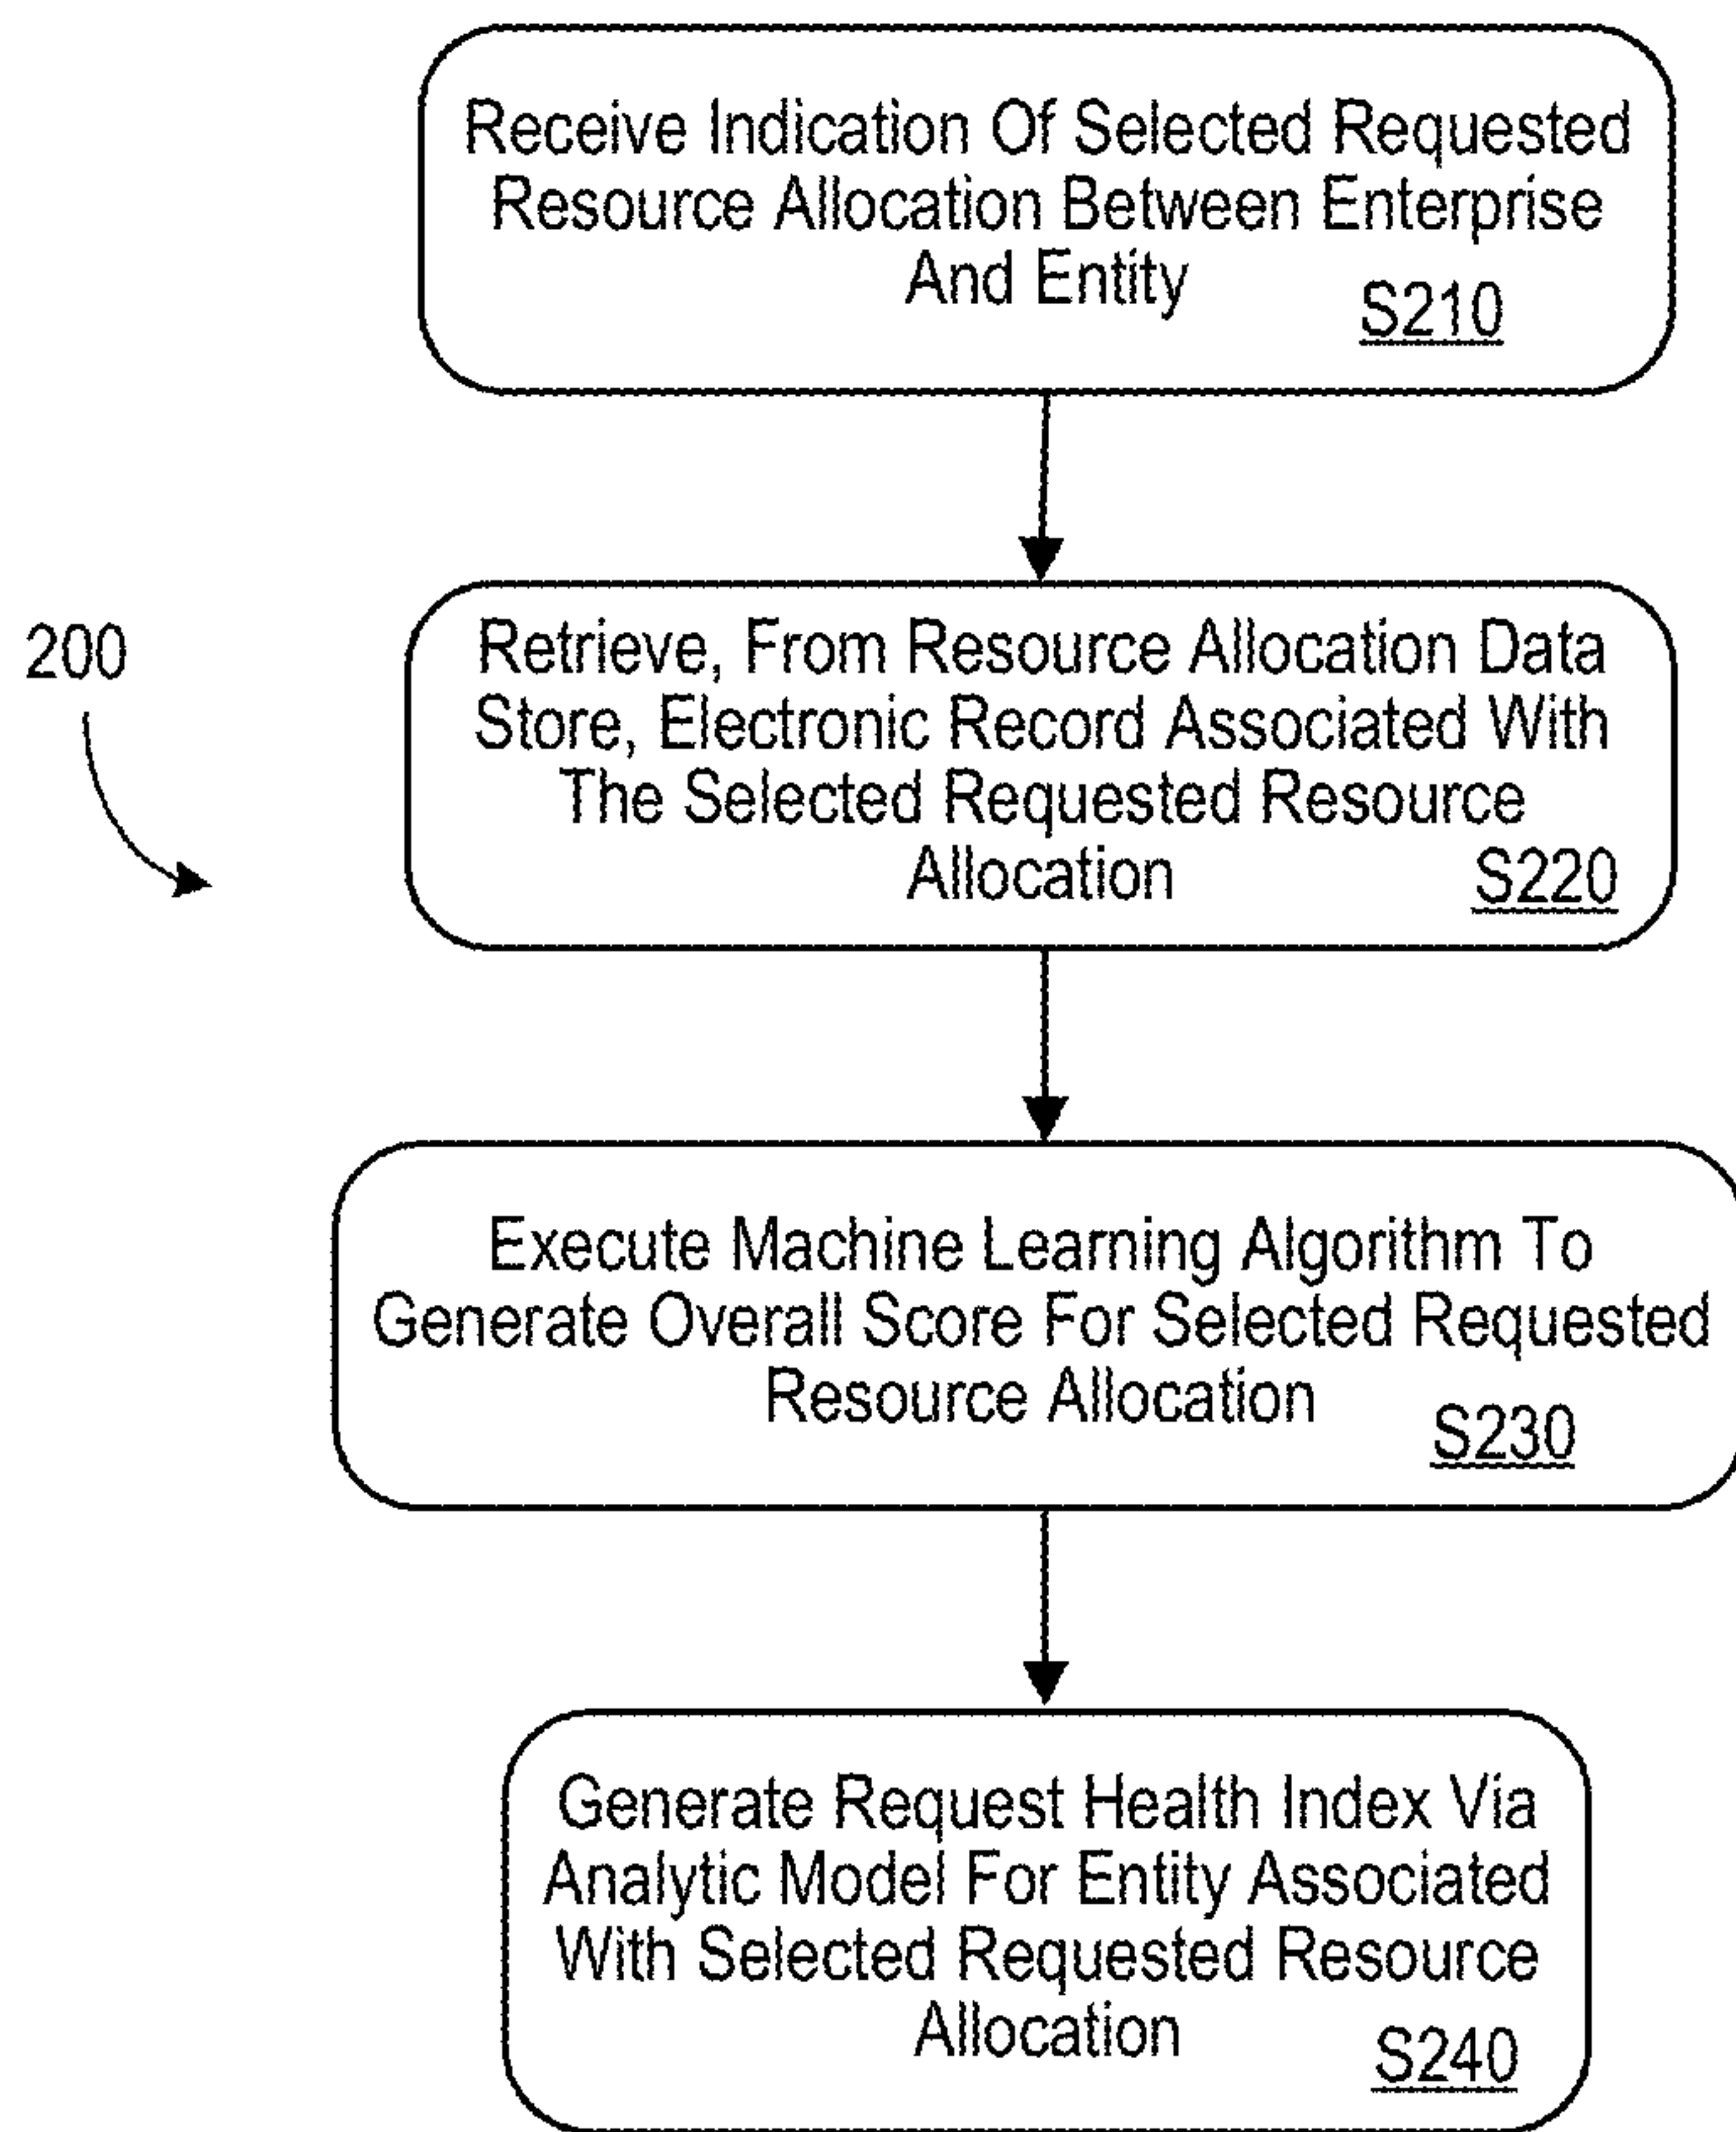 Receive Indication Of Selected Requested
Resource Allocation Between Enterprise
And Entity
S210
200
Retrieve, From Resource Allocation Data
Store, Electronic Record Associated With
The Selected Requested Resource
Allocation
S220
Execute Machine Learning Algorithm To
Generate Overall Score For Selected Requested
Resource Allocation
S230
Generate Request Health Index Via
Analytic Model For Entity Associated
With Selected Requested Resource
Allocation
S240